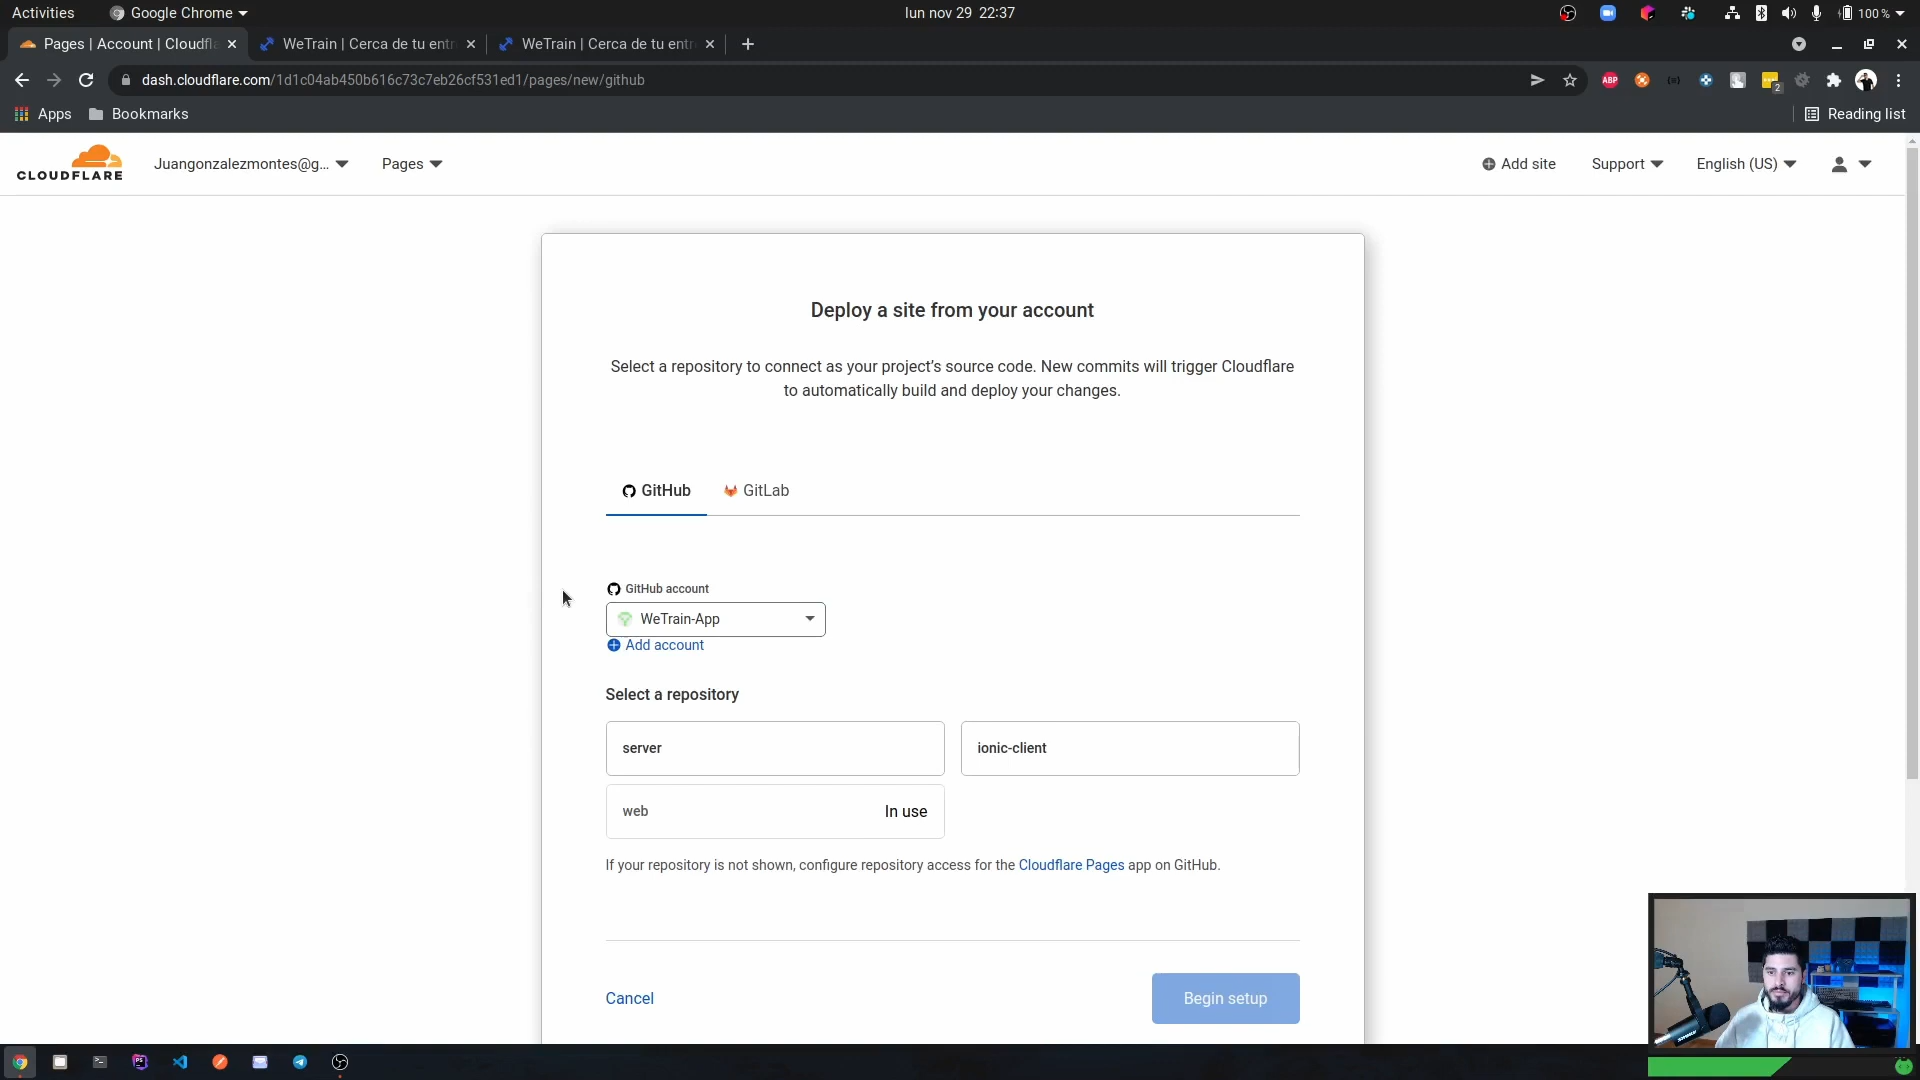 Activities
Google Chrome
lun nov 29 22:37
100 %
Pages | Account | Cloudfla
WeTrain | Cerca de tu entr
WeTrain | Cerca de tu entr
dash.cloudflare.com/1d1c04ab450b616c73c7eb26cf531ed1/pages/new/github
ABP
2
Apps
Bookmarks
Reading list
CLOUDFLARE
Juangonzalezmontes@g...
Pages
Add site
Support
English (US)
Deploy a site from your account
Select a repository to connect as your project’s source code. New commits will trigger Cloudflare
to automatically build and deploy your changes.
GitHub
GitLab
GitHub account
WeTrain-App
Add account
Select a repository
server
ionic-client
web
In use
If your repository is not shown, configure repository access for the Cloudflare Pages app on GitHub.
Cancel
Begin setup